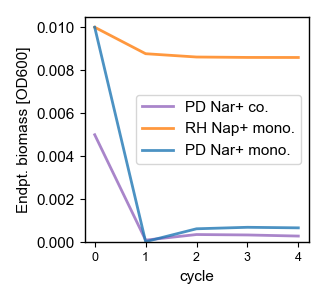 Endpt. biomass [OD600]
0.010
0.008
0.006
0.004
0.002
0.000
PD Nar+ co.
RH Nap+ mono.
PD Nar+ mono.
0 1 2 3 4
cycle